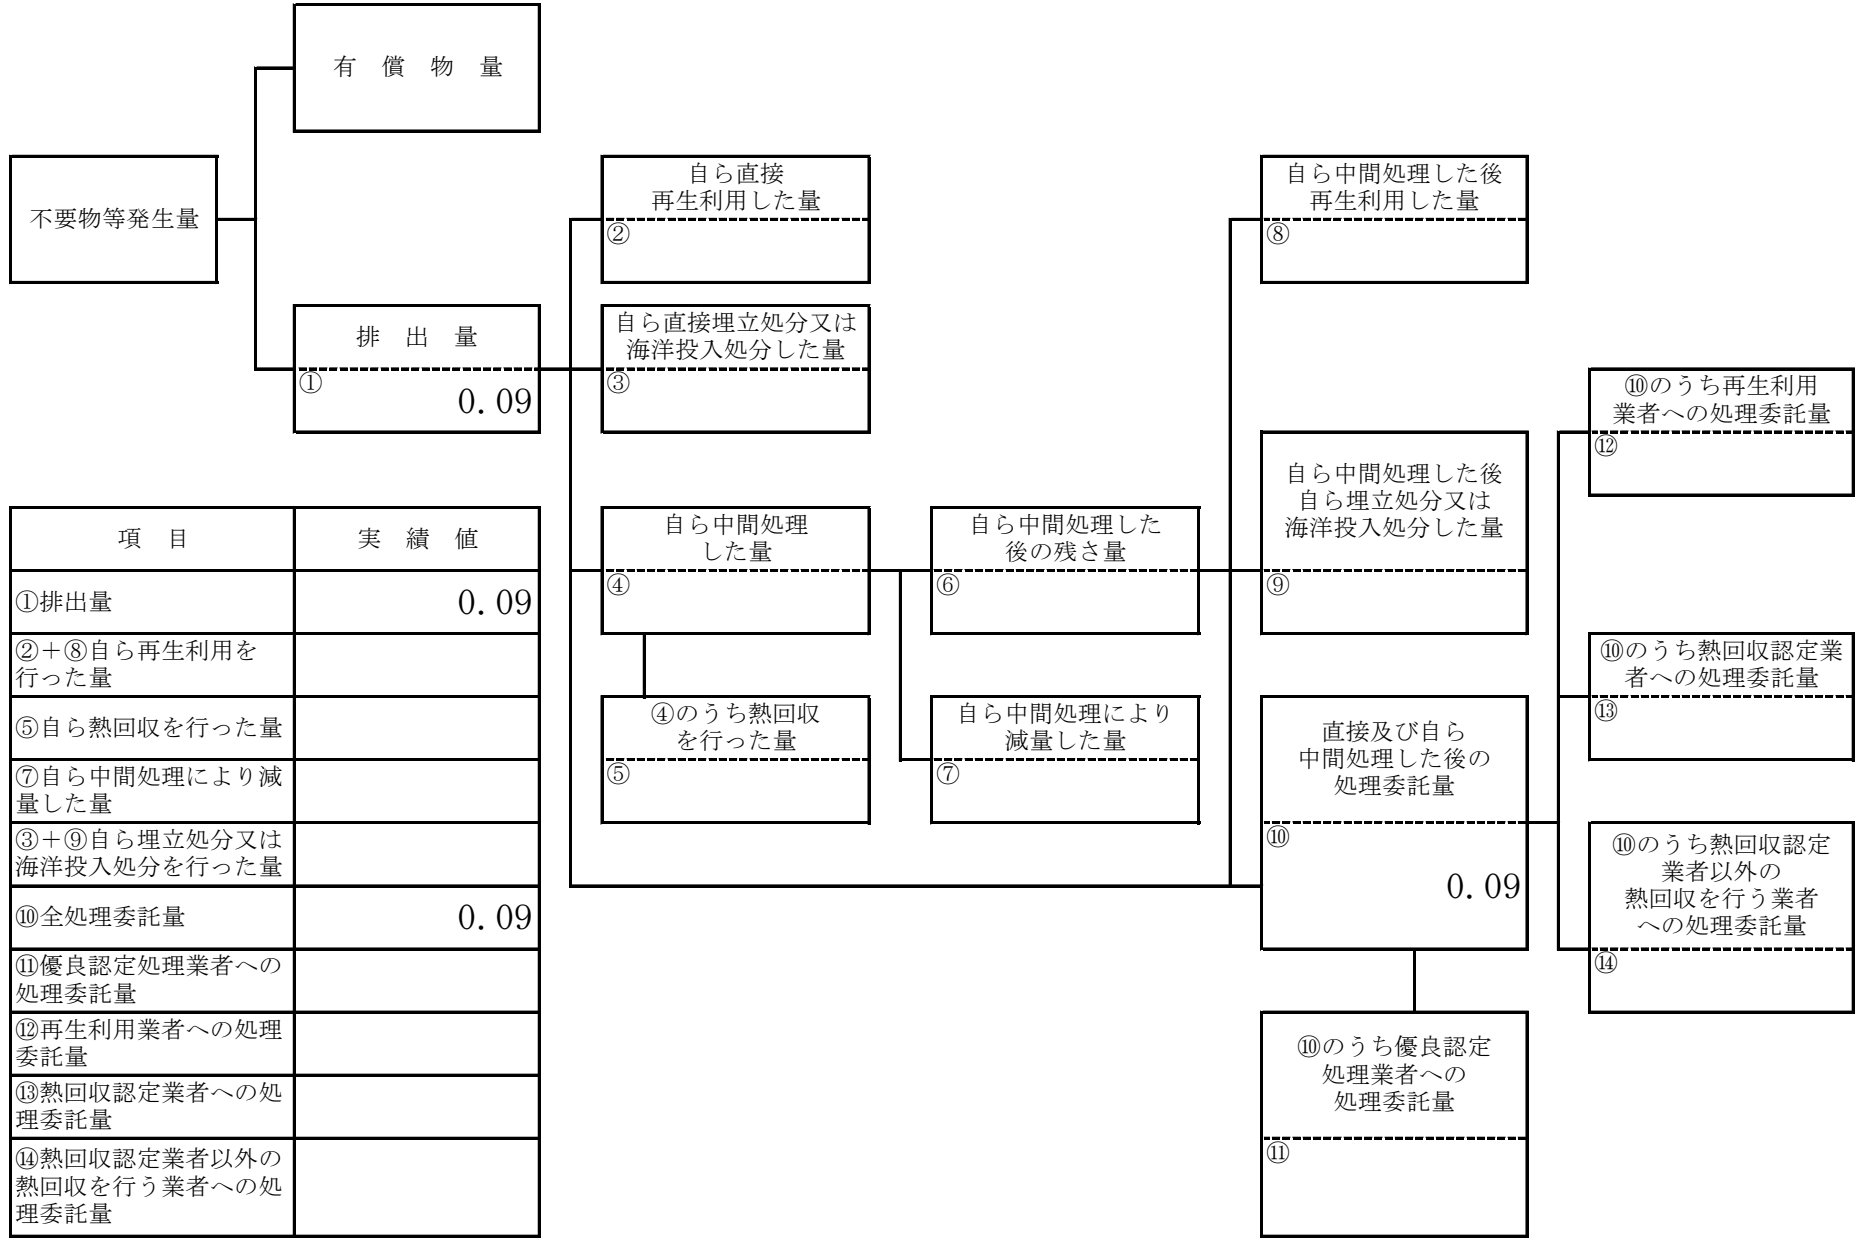 有　償　物　量
不要物等発生量
排　出　量
①
0.09
自ら直接
再生利用した量
②
自ら直接埋立処分又は
海洋投入処分した量
③
自ら中間処理
した量
④
④のうち熱回収
を行った量
⑤
自ら中間処理した
後の残さ量
⑥
自ら中間処理により
減量した量
⑦
自ら中間処理した後
再生利用した量
⑧
自ら中間処理した後
自ら埋立処分又は
海洋投入処分した量
⑨
直接及び自ら
中間処理した後の
処理委託量
⑩
0.09
⑩のうち優良認定
処理業者への
処理委託量
⑪
⑩のうち再生利用
業者への処理委託量
⑫
⑩のうち熱回収認定業
者への処理委託量
⑬
⑩のうち熱回収認定
業者以外の
熱回収を行う業者
への処理委託量
⑭
項　目　実　績　値
①排出量　0.09
②＋⑧自ら再生利用を
行った量
⑤自ら熱回収を行った量
⑦自ら中間処理により減
量した量
③＋⑨自ら埋立処分又は
海洋投入処分を行った量
⑩全処理委託量　0.09
⑪優良認定処理業者への
処理委託量
⑫再生利用業者への処理
委託量
⑬熱回収認定業者への処
理委託量
⑭熱回収認定業者以外の
熱回収を行う業者への処
理委託量